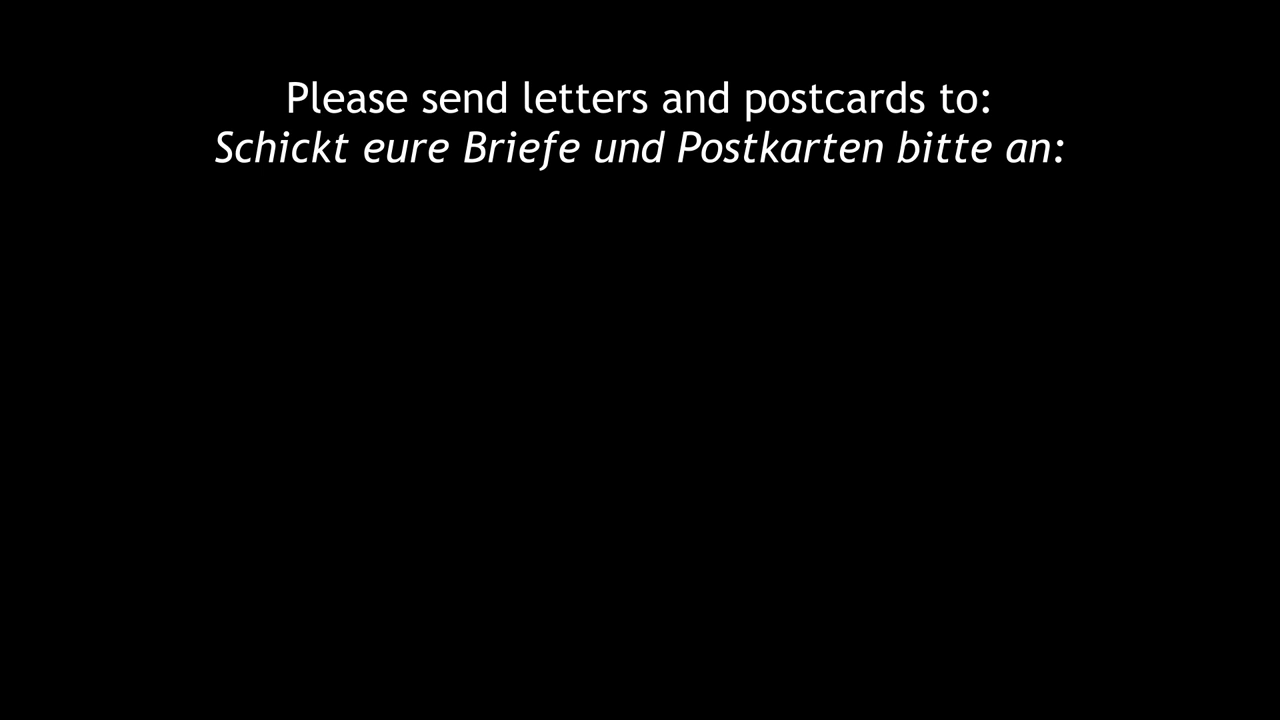 Please send letters and postcards to:
Schickt eure Briefe und Postkarten bitte an: